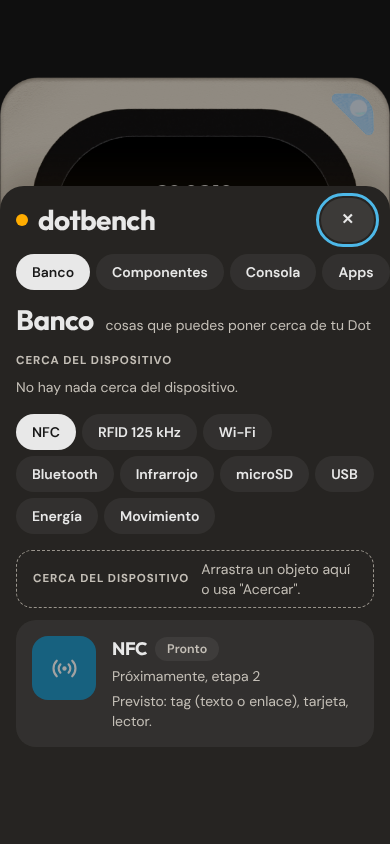 dotbench
×
Banco Componentes Consola Apps
Banco cosas que puedes poner cerca de tu Dot
CERCA DEL DISPOSITIVO
No hay nada cerca del dispositivo.
NFC RFID 125 kHz Wi-Fi
Bluetooth Infrarrojo microSD USB
Energía Movimiento
CERCA DEL DISPOSITIVO
Arrastra un objeto aquí
o usa "Acercar".
NFC Pronto
Próximamente, etapa 2
Previsto: tag (texto o enlace), tarjeta,
lector.